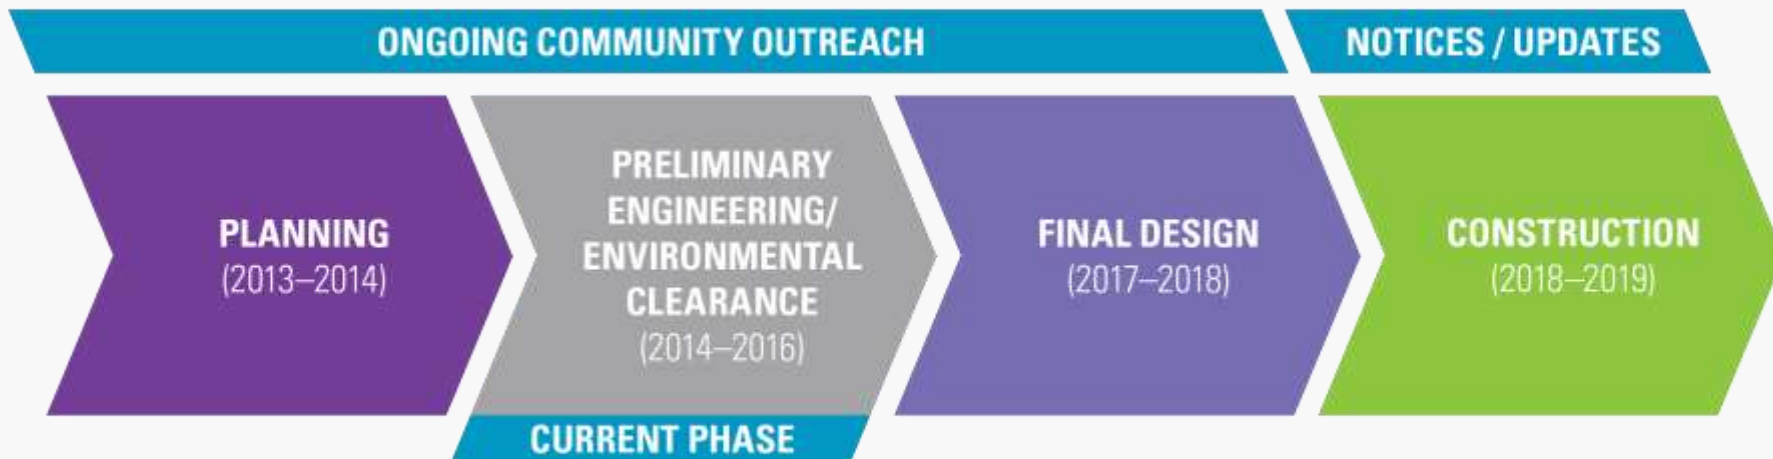 ONGOING COMMUNITY OUTREACH
NOTICES / UPDATES
PLANNING
(2013–2014)
PRELIMINARY
ENGINEERING/
ENVIRONMENTAL
CLEARANCE
(2014–2016)
CURRENT PHASE
FINAL DESIGN
(2017–2018)
CONSTRUCTION
(2018–2019)